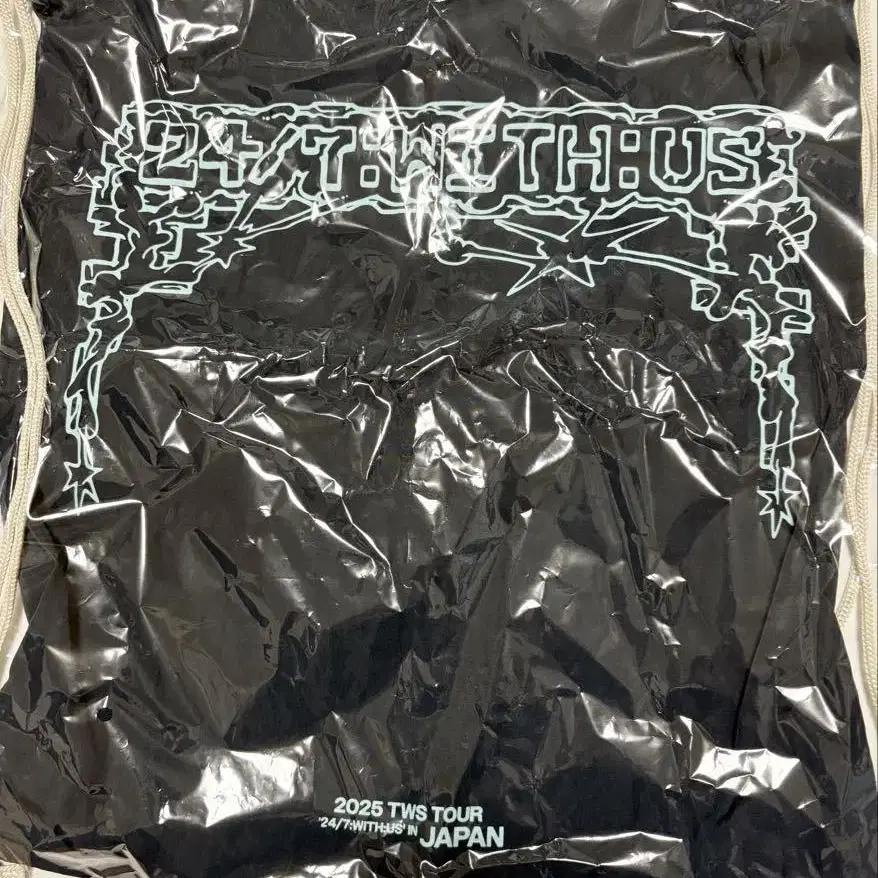 24/7:WITH:US
2025 TWS TOUR
'24/7:WITH:US' IN JAPAN